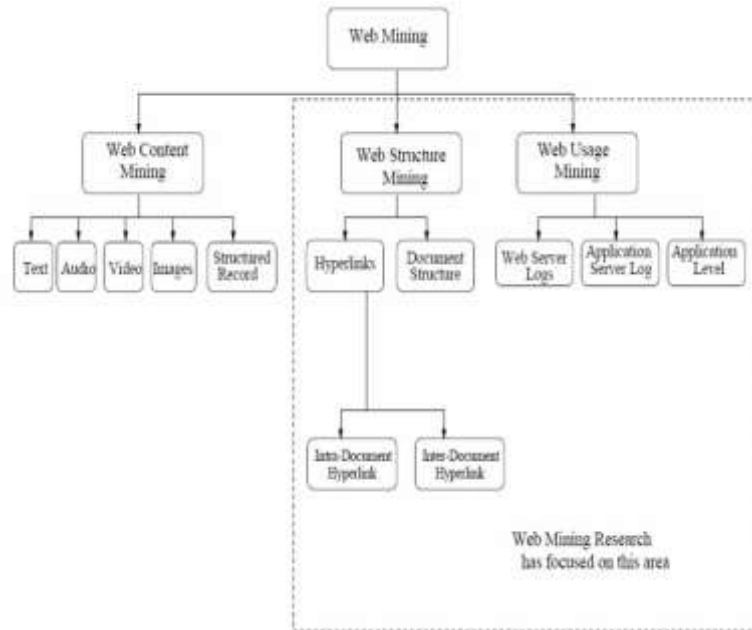 Web Mining
Web Content
Mining
Web Structure
Mining
Web Usage
Mining
Text
Audio
Video
Images
Structured
Record
Hyperlinks
Document
Structure
Web Server
Logs
Application
Server Log
Application
Level
Intra-Document
Hyperlink
Inter-Document
Hyperlink
Web Mining Research
has focused on this area